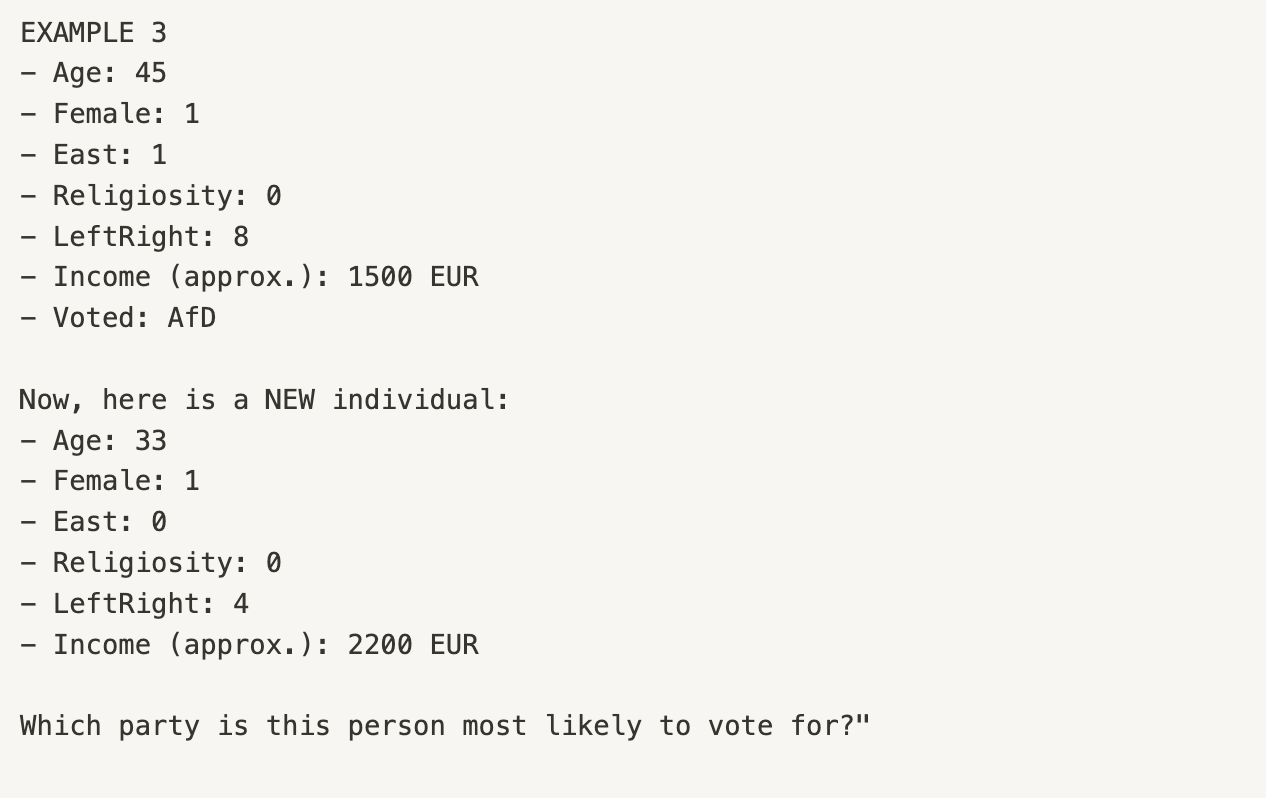 EXAMPLE 3
– Age: 45
– Female: 1
– East: 1
– Religiosity: 0
– LeftRight: 8
– Income (approx.): 1500 EUR
– Voted: AfD
Now, here is a NEW individual:
– Age: 33
– Female: 1
– East: 0
– Religiosity: 0
– LeftRight: 4
– Income (approx.): 2200 EUR
Which party is this person most likely to vote for?"